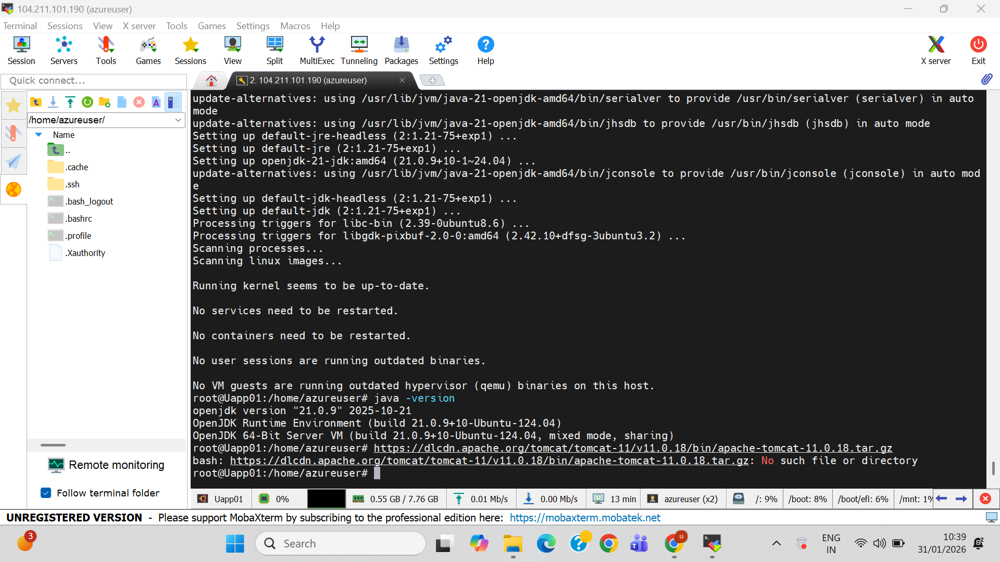 104.211.101.190 (azureuser)
Terminal Sessions View X server Tools Games Settings Macros Help
Session Servers Tools Games Sessions View Split MultiExec Tunneling Packages Settings Help X server Exit
Quick connect...
2. 104.211.101.190 (azureuser)
/home/azureuser/
Name
..
.cache
.ssh
.bash_logout
.bashrc
.profile
.Xauthority
Remote monitoring
Follow terminal folder
update-alternatives: using /usr/lib/jvm/java-21-openjdk-amd64/bin/serialver to provide /usr/bin/serialver (serialver) in auto
mode
update-alternatives: using /usr/lib/jvm/java-21-openjdk-amd64/bin/jhsdb to provide /usr/bin/jhsdb (jhsdb) in auto mode
Setting up default-jre-headless (2:1.21-75+exp1) ...
Setting up default-jre (2:1.21-75+exp1) ...
Setting up openjdk-21-jdk:amd64 (21.0.9+10-1~24.04) ...
update-alternatives: using /usr/lib/jvm/java-21-openjdk-amd64/bin/jconsole to provide /usr/bin/jconsole (jconsole) in auto mod
e
Setting up default-jdk-headless (2:1.21-75+exp1) ...
Setting up default-jdk (2:1.21-75+exp1) ...
Processing triggers for libc-bin (2.39-0ubuntu8.6) ...
Processing triggers for libgdk-pixbuf-2.0-0:amd64 (2.42.10+dfsg-3ubuntu3.2) ...
Scanning processes...
Scanning linux images...
Running kernel seems to be up-to-date.
No services need to be restarted.
No containers need to be restarted.
No user sessions are running outdated binaries.
No VM guests are running outdated hypervisor (qemu) binaries on this host.
root@Uapp01:/home/azureuser# java -version
openjdk version "21.0.9" 2025-10-21
OpenJDK Runtime Environment (build 21.0.9+10-Ubuntu-124.04)
OpenJDK 64-Bit Server VM (build 21.0.9+10-Ubuntu-124.04, mixed mode, sharing)
root@Uapp01:/home/azureuser# https://dlcdn.apache.org/tomcat/tomcat-11/v11.0.18/bin/apache-tomcat-11.0.18.tar.gz
bash: https://dlcdn.apache.org/tomcat/tomcat-11/v11.0.18/bin/apache-tomcat-11.0.18.tar.gz: No such file or directory
root@Uapp01:/home/azureuser#
Uapp01 0% 0.55 GB / 7.76 GB 0.01 Mb/s 0.00 Mb/s 13 min azureuser (x2) /: 9% /boot: 8% /boot/efi: 6% /mnt: 1%
UNREGISTERED VERSION - Please support MobaXterm by subscribing to the professional edition here: https://mobaxterm.mobatek.net
3
Search
ENG
IN
10:39
31/01/2026